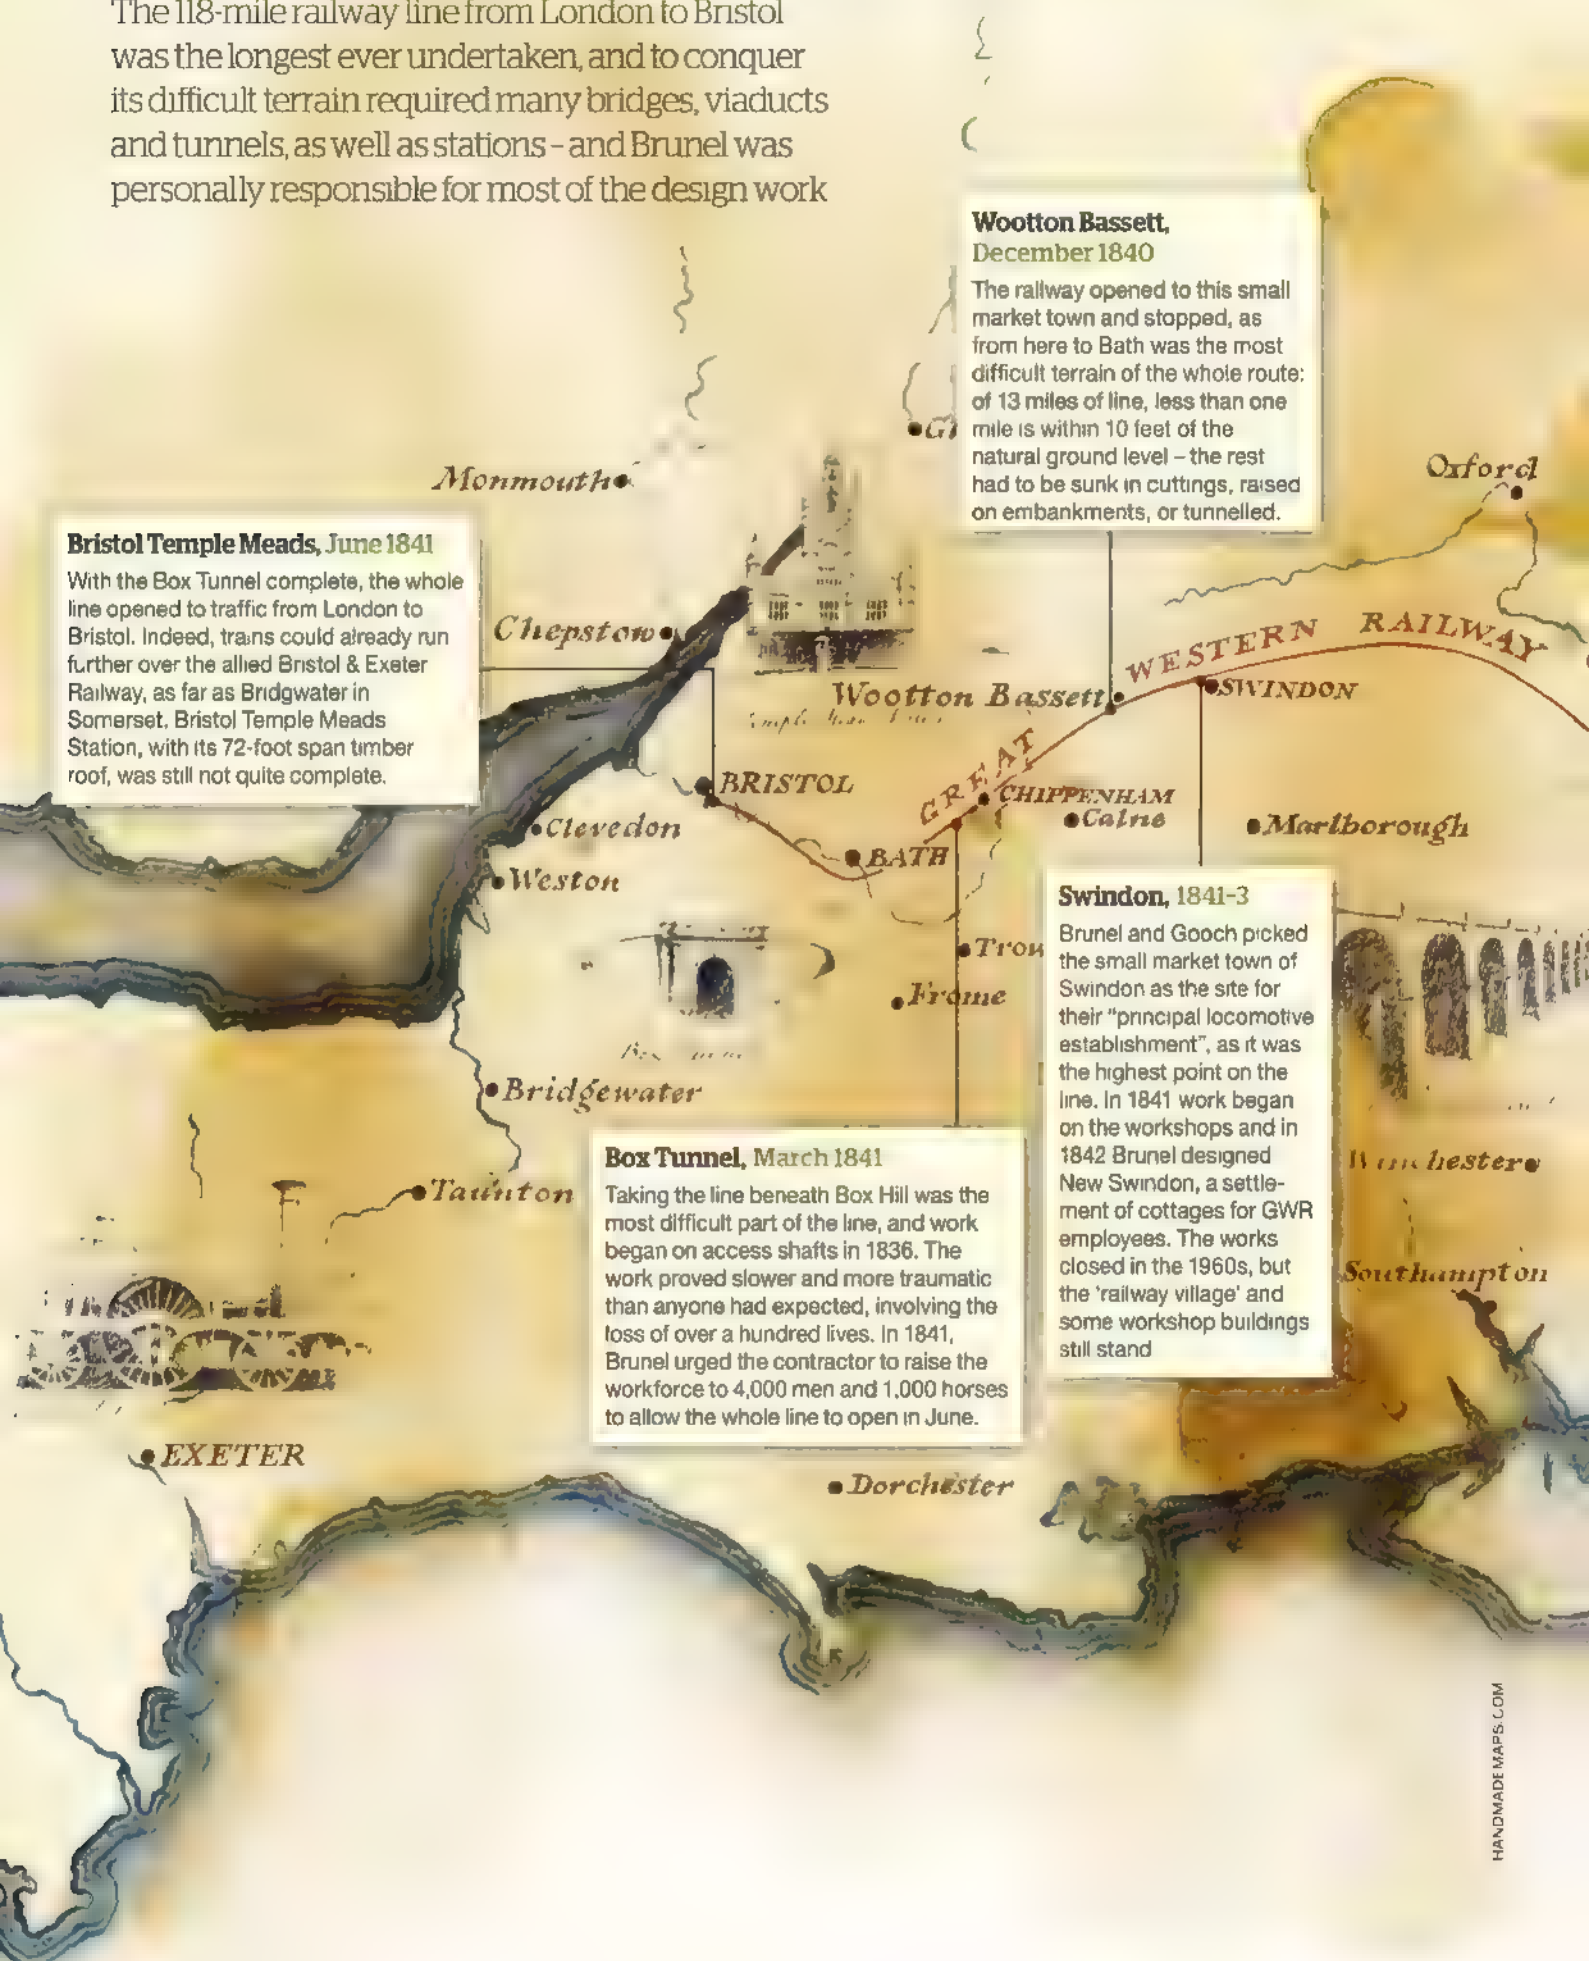 The 118-mile railway line from London to Bristol
was the longest ever undertaken, and to conquer
its difficult terrain required many bridges, viaducts
and tunnels, as well as stations – and Brunel was
personally responsible for most of the design work
Wootton Bassett,
December 1840
The railway opened to this small
market town and stopped, as
from here to Bath was the most
difficult terrain of the whole route:
of 13 miles of line, less than one
mile is within 10 feet of the
natural ground level – the rest
had to be sunk in cuttings, raised
on embankments, or tunnelled.
Gl
Oxford
Monmouth
Bristol Temple Meads, June 1841
With the Box Tunnel complete, the whole
line opened to traffic from London to
Bristol. Indeed, trains could already run
further over the allied Bristol & Exeter
Railway, as far as Bridgwater in
Somerset. Bristol Temple Meads
Station, with its 72-foot span timber
roof, was still not quite complete.
Chepstow
GREAT WESTERN RAILWAY
Wootton Bassett
SWINDON
BRISTOL
CHIPPENHAM
Calne
Marlborough
Clevedon
BATH
Weston
Trow
Frome
Box
Bridgewater
Taunton
Swindon, 1841-3
Brunel and Gooch picked
the small market town of
Swindon as the site for
their "principal locomotive
establishment", as it was
the highest point on the
line. In 1841 work began
on the workshops and in
1842 Brunel designed
New Swindon, a settle-
ment of cottages for GWR
employees. The works
closed in the 1960s, but
the 'railway village' and
some workshop buildings
still stand
Winchester
Southampton
Box Tunnel, March 1841
Taking the line beneath Box Hill was the
most difficult part of the line, and work
began on access shafts in 1836. The
work proved slower and more traumatic
than anyone had expected, involving the
loss of over a hundred lives. In 1841,
Brunel urged the contractor to raise the
workforce to 4,000 men and 1,000 horses
to allow the whole line to open in June.
EXETER
Dorchester
HANDMADEMAPS.COM